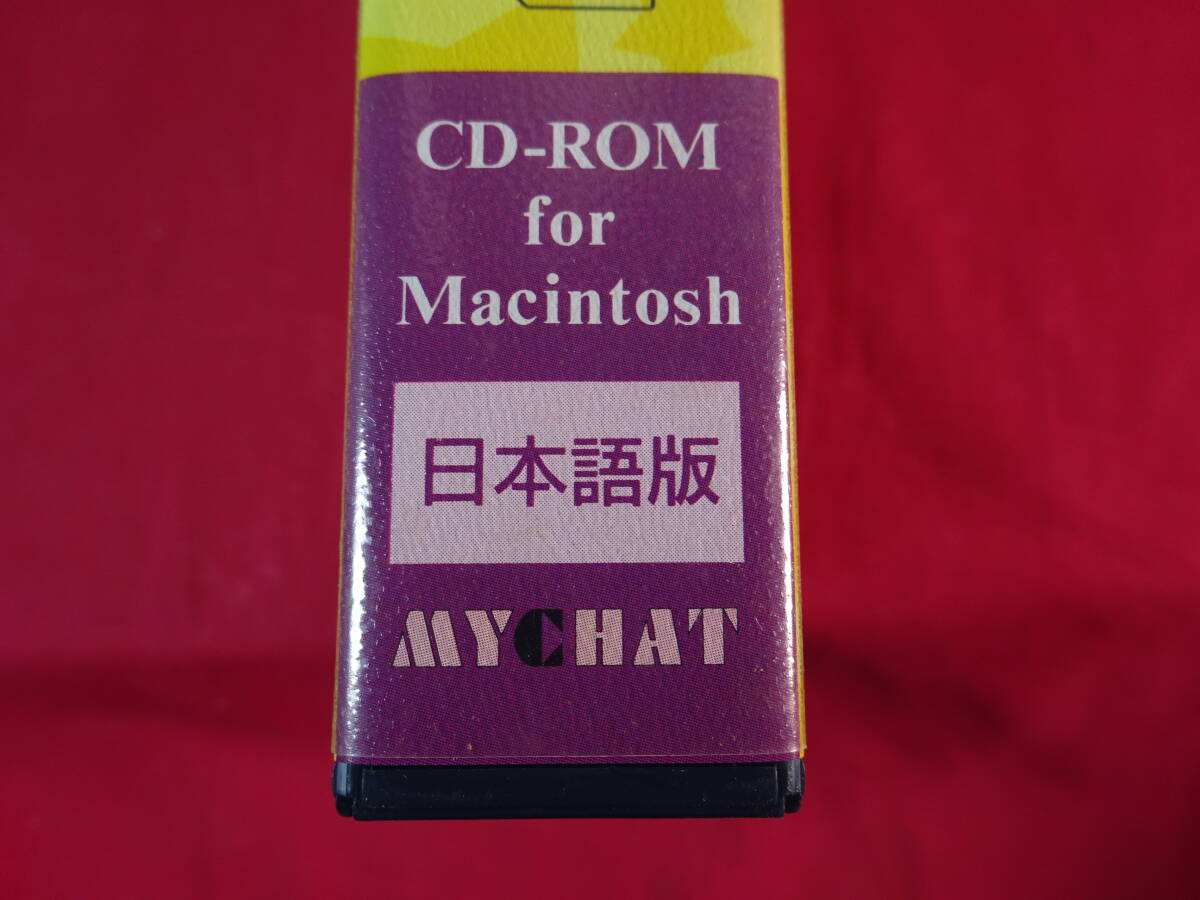 CD-ROM
for
Macintosh
日本語版
MYCHAT